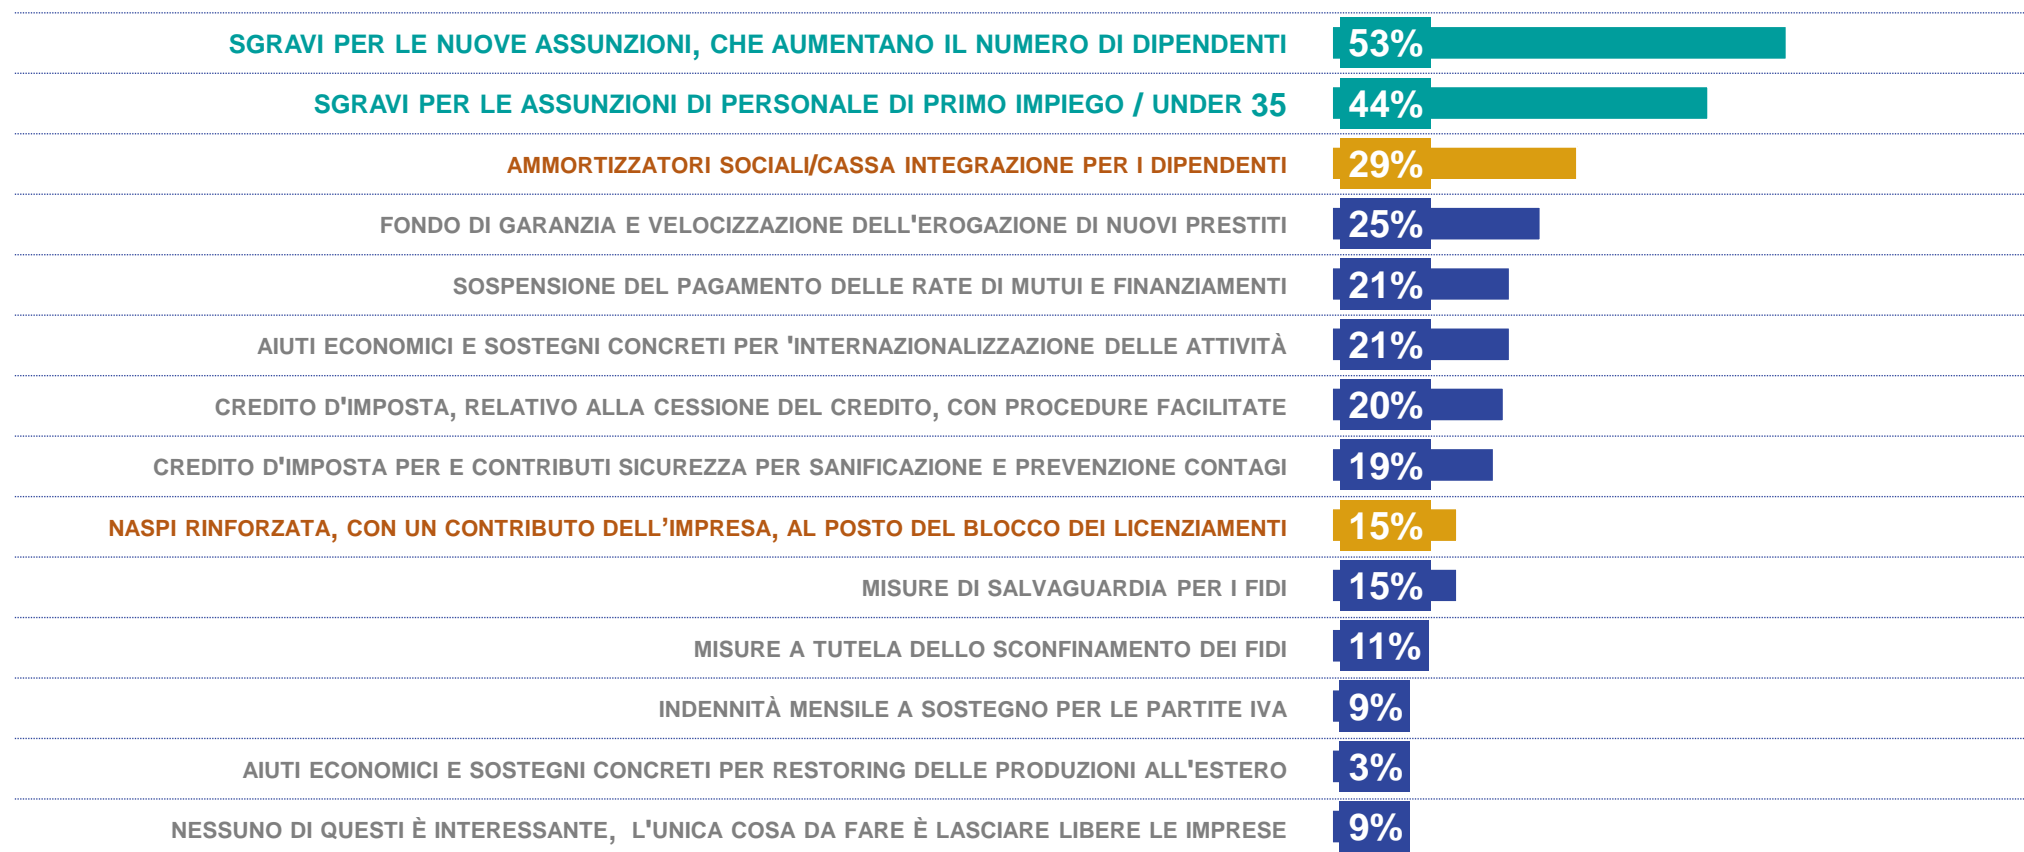 SGRAVI PER LE NUOVE ASSUNZIONI, CHE AUMENTANO IL NUMERO DI DIPENDENTI 53%
SGRAVI PER LE ASSUNZIONI DI PERSONALE DI PRIMO IMPIEGO / UNDER 35 44%
AMMORTIZZATORI SOCIALI/CASSA INTEGRAZIONE PER I DIPENDENTI 29%
FONDO DI GARANZIA E VELOCIZZAZIONE DELL'EROGAZIONE DI NUOVI PRESTITI 25%
SOSPENSIONE DEL PAGAMENTO DELLE RATE DI MUTUI E FINANZIAMENTI 21%
AIUTI ECONOMICI E SOSTEGNI CONCRETI PER 'INTERNAZIONALIZZAZIONE DELLE ATTIVITÀ 21%
CREDITO D'IMPOSTA, RELATIVO ALLA CESSIONE DEL CREDITO, CON PROCEDURE FACILITATE 20%
CREDITO D'IMPOSTA PER E CONTRIBUTI SICUREZZA PER SANIFICAZIONE E PREVENZIONE CONTAGI 19%
NASPI RINFORZATA, CON UN CONTRIBUTO DELL’IMPRESA, AL POSTO DEL BLOCCO DEI LICENZIAMENTI 15%
MISURE DI SALVAGUARDIA PER I FIDI 15%
MISURE A TUTELA DELLO SCONFINAMENTO DEI FIDI 11%
INDENNITÀ MENSILE A SOSTEGNO PER LE PARTITE IVA 9%
AIUTI ECONOMICI E SOSTEGNI CONCRETI PER RESTORING DELLE PRODUZIONI ALL'ESTERO 3%
NESSUNO DI QUESTI È INTERESSANTE, L'UNICA COSA DA FARE È LASCIARE LIBERE LE IMPRESE 9%